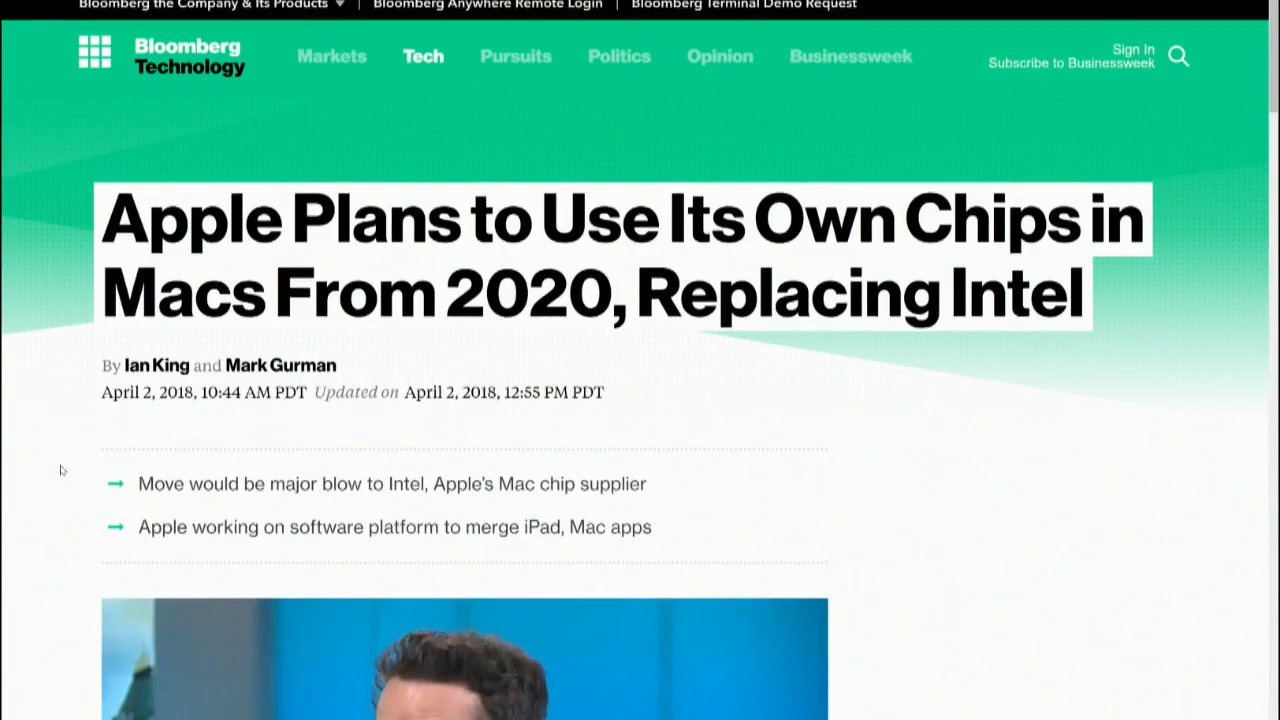 Bloomberg the Company & Its Products
Bloomberg Anywhere Remote Login
Bloomberg Terminal Demo Request
Bloomberg
Technology
Markets
Tech
Pursuits
Politics
Opinion
Businessweek
Sign In
Subscribe to Businessweek
Apple Plans to Use Its Own Chips in
Macs From 2020, Replacing Intel
By Ian King and Mark Gurman
April 2, 2018, 10:44 AM PDT Updated on April 2, 2018, 12:55 PM PDT
Move would be major blow to Intel, Apple's Mac chip supplier
Apple working on software platform to merge iPad, Mac apps